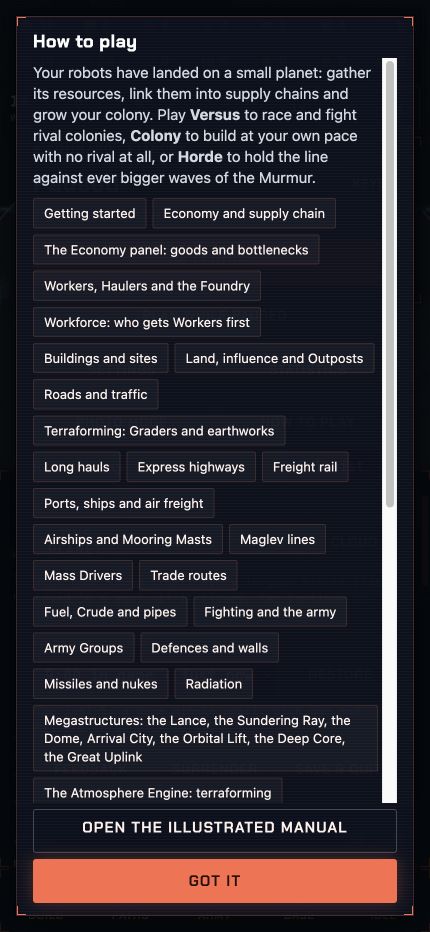 How to play
Your robots have landed on a small planet: gather
its resources, link them into supply chains and
grow your colony. Play Versus to race and fight
rival colonies, Colony to build at your own pace
with no rival at all, or Horde to hold the line
against ever bigger waves of the Murmur.
Getting started
Economy and supply chain
The Economy panel: goods and bottlenecks
Workers, Haulers and the Foundry
Workforce: who gets Workers first
Buildings and sites
Land, influence and Outposts
Roads and traffic
Terraforming: Graders and earthworks
Long hauls
Express highways
Freight rail
Ports, ships and air freight
Airships and Mooring Masts
Maglev lines
Mass Drivers
Trade routes
Fuel, Crude and pipes
Fighting and the army
Army Groups
Defences and walls
Missiles and nukes
Radiation
Megastructures: the Lance, the Sundering Ray, the
Dome, Arrival City, the Orbital Lift, the Deep Core,
the Great Uplink
The Atmosphere Engine: terraforming
OPEN THE ILLUSTRATED MANUAL
GOT IT